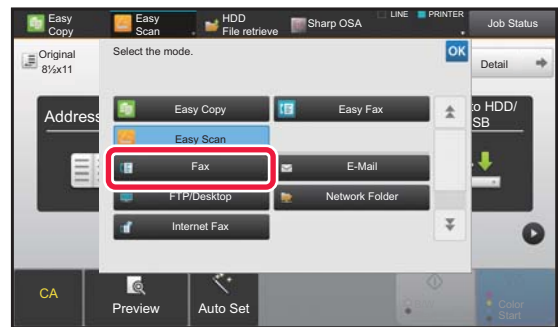 Easy
Copy
Easy
Scan
HDD
File retrieve
Sharp OSA
LINE
PRINTER
Job Status
Original
8½x11
Select the mode.
OK
Detail
Address
to HDD/
SB
Easy Copy
Easy Fax
Easy Scan
Fax
E-Mail
FTP/Desktop
Network Folder
Internet Fax
CA
Preview
Auto Set
Color
Start